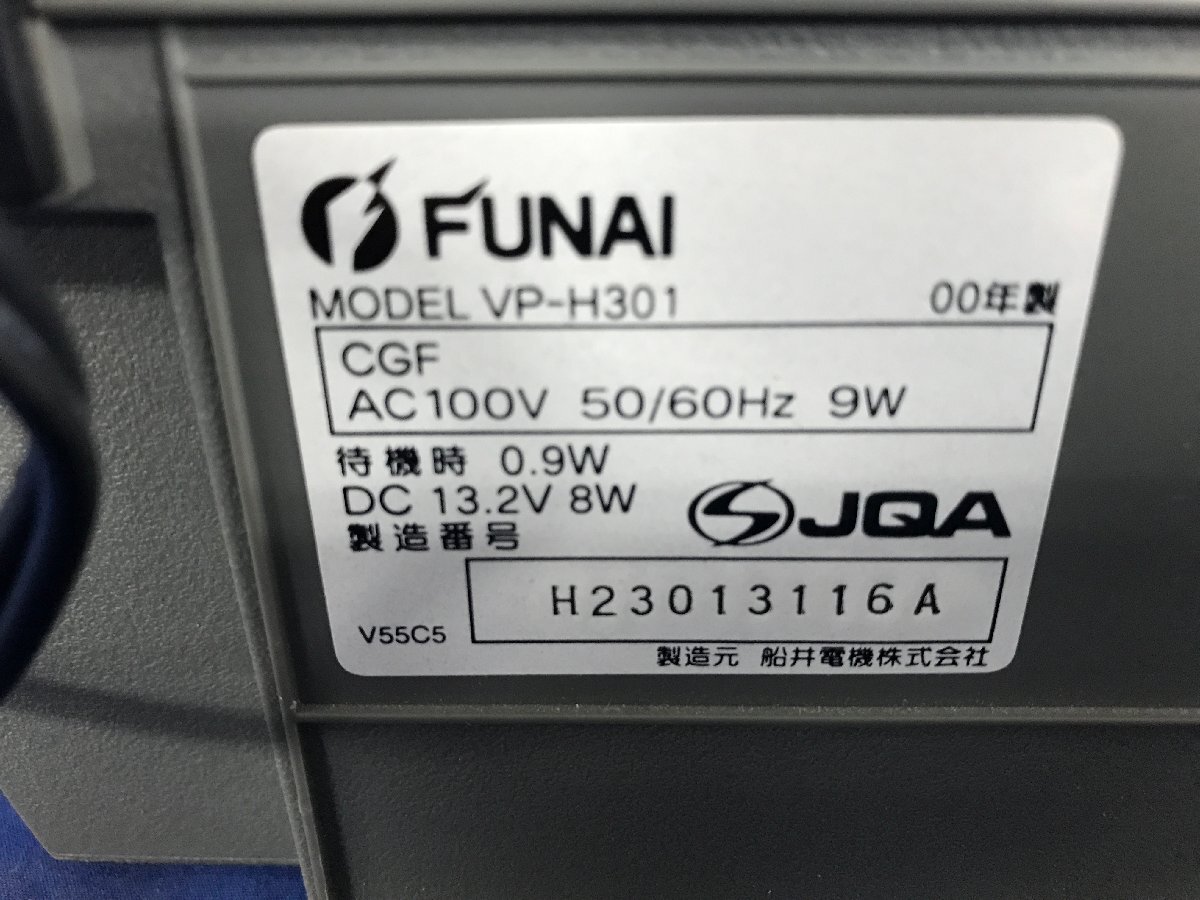 FUNAI
MODEL VP-H301 00年製
CGF
AC100V 50/60Hz 9W
待機時 0.9W
DC 13.2V 8W
JQA
製造番号
H23013116A
V55C5
製造元 船井電機株式会社